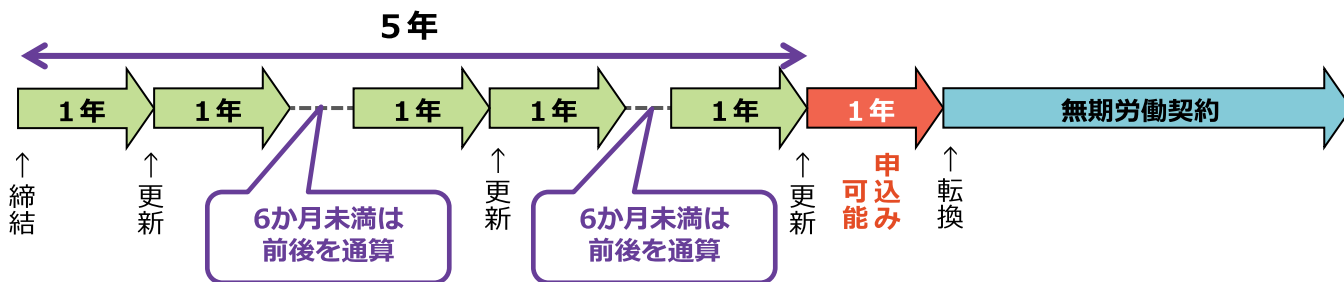 ５年
１年
１年
１年
１年
１年
１年
無期労働契約
↑締結
↑更新
6か月未満は
前後を通算
↑更新
6か月未満は
前後を通算
↑更新
申込み
可能
↑転換